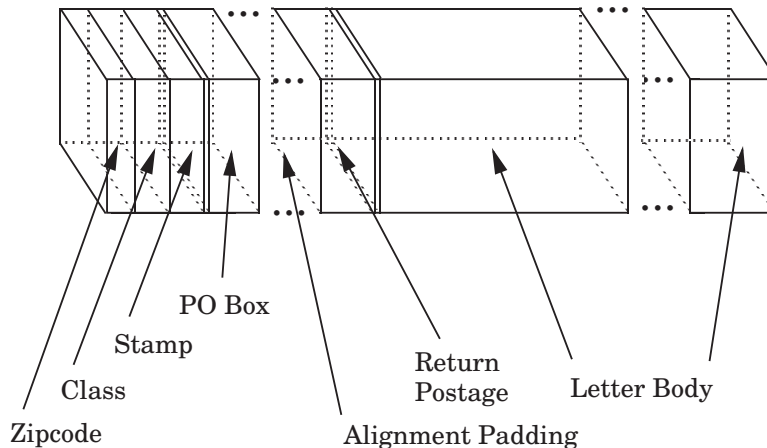 PO Box
Stamp
Class
Zipcode
Return
Postage
Alignment Padding
Letter Body